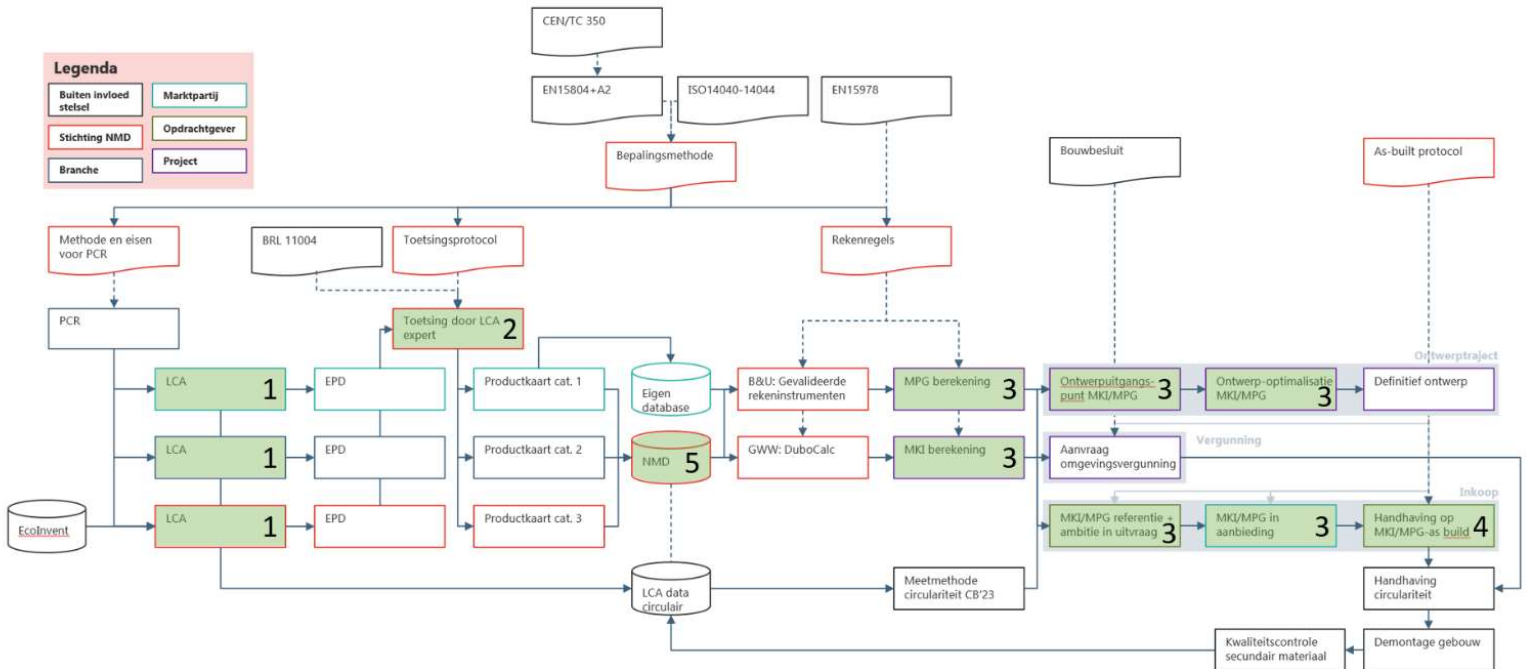 CEN/TC 350
Legenda
Buiten invloed
stelsel
Marktpartij
Stichting NMD
Opdrachtgever
Branche
Project
EN15804+A2
ISO14040-14044
EN15978
Bepalingsmethode
Bouwbesluit
As-built protocol
Methode en eisen
voor PCR
BRL 11004
Toetsingsprotocol
Rekenregels
PCR
Toetsing door LCA
expert
2
Ontwerptraject
LCA
1
EPD
Productkaart cat. 1
Eigen
database
B&U: Gevalideerde
rekeninstrumenten
MPG berekening
3
Ontwerpuitgangs-
punt MKI/MPG
3
Ontwerp-optimalisatie
MKI/MPG
3
Definitief ontwerp
Vergunning
LCA
1
EPD
Productkaart cat. 2
NMD
5
GWW: DuboCalc
MKI berekening
3
Aanvraag
omgevingsvergunning
Inkoop
EcoInvent
LCA
1
EPD
Productkaart cat. 3
MKI/MPG referentie +
ambitie in uitvraag
3
MKI/MPG in
aanbieding
3
Handhaving op
MKI/MPG-as build
4
LCA data
circulair
Meetmethode
circulariteit CB'23
Handhaving
circulariteit
Kwaliteitscontrole
secundair materiaal
Demontage gebouw